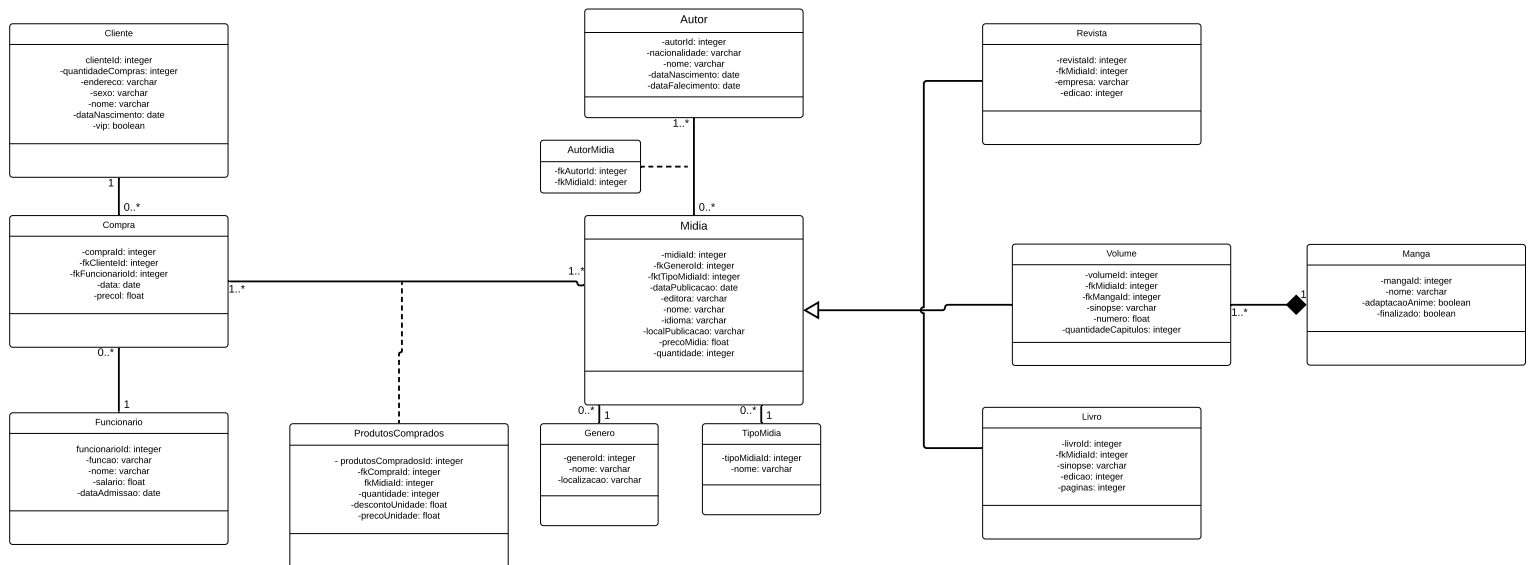 Cliente
clienteId: integer
-quantidadeCompras: integer
-endereco: varchar
-sexo: varchar
-nome: varchar
-dataNascimento: date
-vip: boolean
1
0..*
Compra
-compraId: integer
-fkClienteId: integer
-fkFuncionarioId: integer
-data: date
-precol: float
1..*
0..*
1
Funcionario
funcionarioId: integer
-funcao: varchar
-nome: varchar
-salario: float
-dataAdmissao: date
ProdutosComprados
- produtosCompradosId: integer
-fkCompraId: integer
fkMidiaId: integer
-quantidade: integer
-descontoUnidade: float
-precoUnidade: float
Autor
-autorId: integer
-nacionalidade: varchar
-nome: varchar
-dataNascimento: date
-dataFalecimento: date
1..*
AutorMidia
-fkAutorId: integer
-fkMidiaId: integer
0..*
Midia
-midiaId: integer
-fkGeneroId: integer
-fktTipoMidiaId: integer
-dataPublicacao: date
-editora: varchar
-nome: varchar
-idioma: varchar
-localPublicacao: varchar
-precoMidia: float
-quantidade: integer
1..*
0..*
1
0..*
1
Genero
-generoId: integer
-nome: varchar
-localizacao: varchar
TipoMidia
-tipoMidiaId: integer
-nome: varchar
Revista
-revistaId: integer
-fkMidiaId: integer
-empresa: varchar
-edicao: integer
Volume
-volumeId: integer
-fkMidiaId: integer
-fkMangaId: integer
-sinopse: varchar
-numero: float
-quantidadeCapitulos: integer
1..*
1
Manga
-mangaId: integer
-nome: varchar
-adaptacaoAnime: boolean
-finalizado: boolean
Livro
-livroId: integer
-fkMidiaId: integer
-sinopse: varchar
-edicao: integer
-paginas: integer